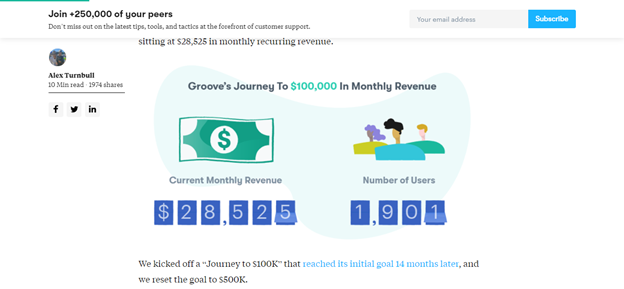 Join +250,000 of your peers
Don't miss out on the latest tips, tools, and tactics at the forefront of customer support.
Your email address
Subscribe
sitting at $28,525 in monthly recurring revenue.
Alex Turnbull
10 Min read · 1974 shares
Groove's Journey To $100,000 In Monthly Revenue
$
Current Monthly Revenue
Number of Users
$28,525
1,901
We kicked off a “Journey to $100K” that reached its initial goal 14 months later, and
we reset the goal to $500K.